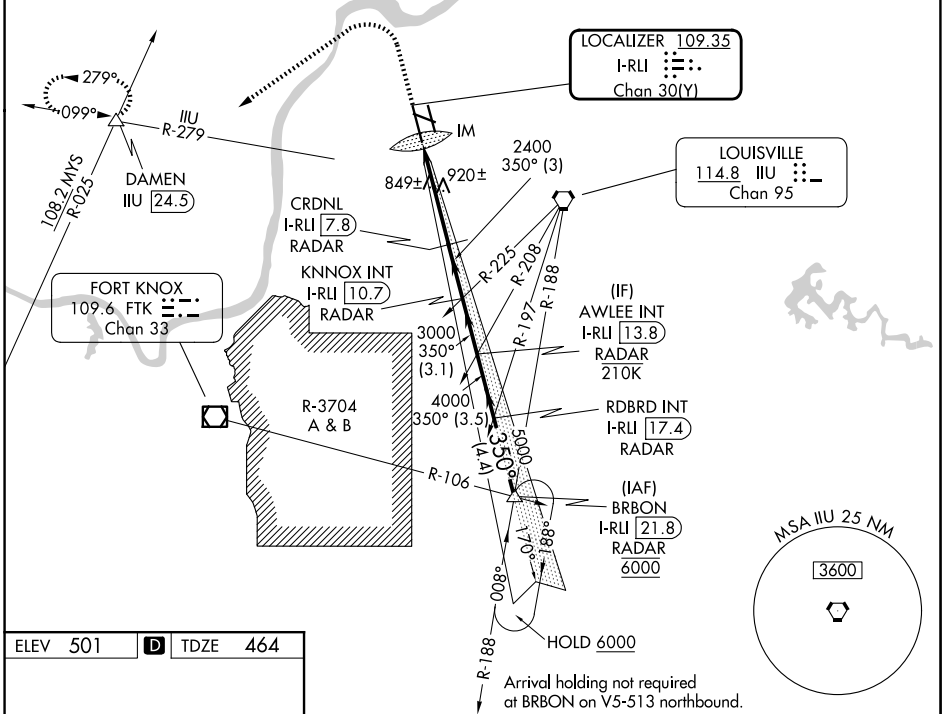 LOCALIZER 109.35
I-RLI
Chan 30(Y)
279°
099°
IIU
R-279
IM
2400
350° (3)
LOUISVILLE
114.8 IIU
Chan 95
DAMEN
IIU 24.5
108.2 MYS
R-025
849±
920±
CRDNL
I-RLI 7.8
RADAR
KNNOX INT
I-RLI 10.7
RADAR
R-225
R-208
R-197
R-188
FORT KNOX
109.6 FTK
Chan 33
(IF)
AWLEE INT
I-RLI 13.8
RADAR
210K
3000
350°
(3.1)
4000
350° (3.5)
R-3704
A & B
RDBRD INT
I-RLI 17.4
RADAR
5000
350°
(4.4)
R-106
(IAF)
BRBON
I-RLI 21.8
RADAR
6000
170°
188°
008°
MSA IIU 25 NM
3600
HOLD 6000
R-188
ELEV 501 D TDZE 464
Arrival holding not required
at BRBON on V5-513 northbound.